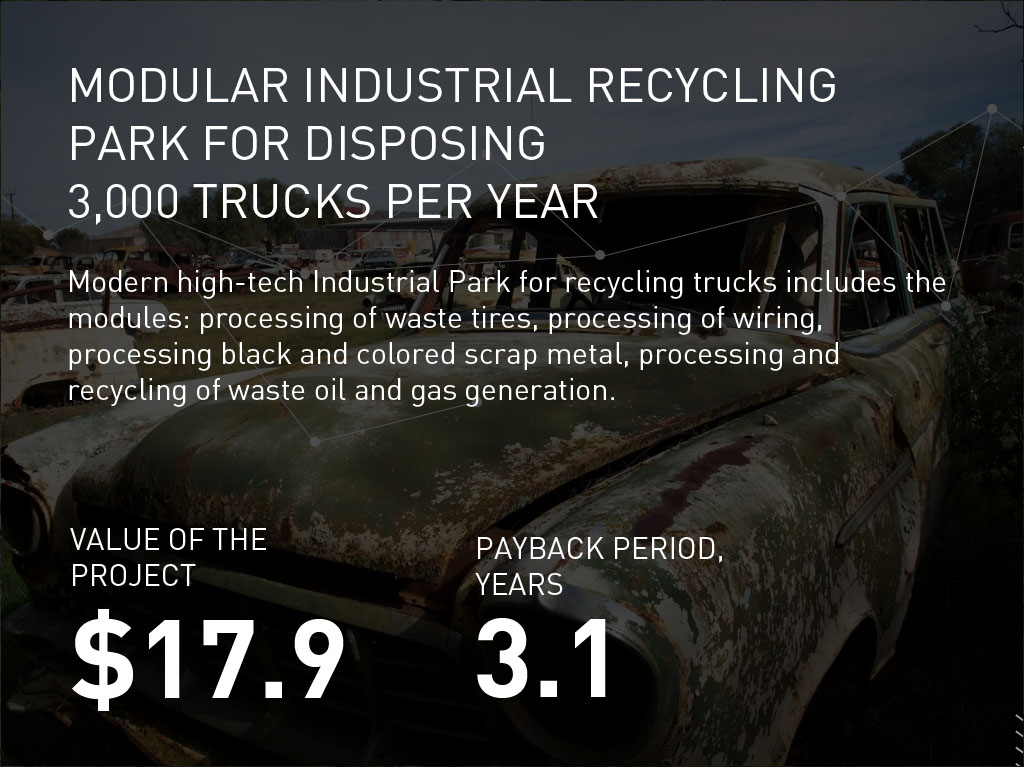 MODULAR INDUSTRIAL RECYCLING
PARK FOR DISPOSING
3,000 TRUCKS PER YEAR
Modern high-tech Industrial Park for recycling trucks includes the
modules: processing of waste tires, processing of wiring,
processing black and colored scrap metal, processing and
recycling of waste oil and gas generation.
VALUE OF THE
PROJECT
$17.9
PAYBACK PERIOD,
YEARS
3.1